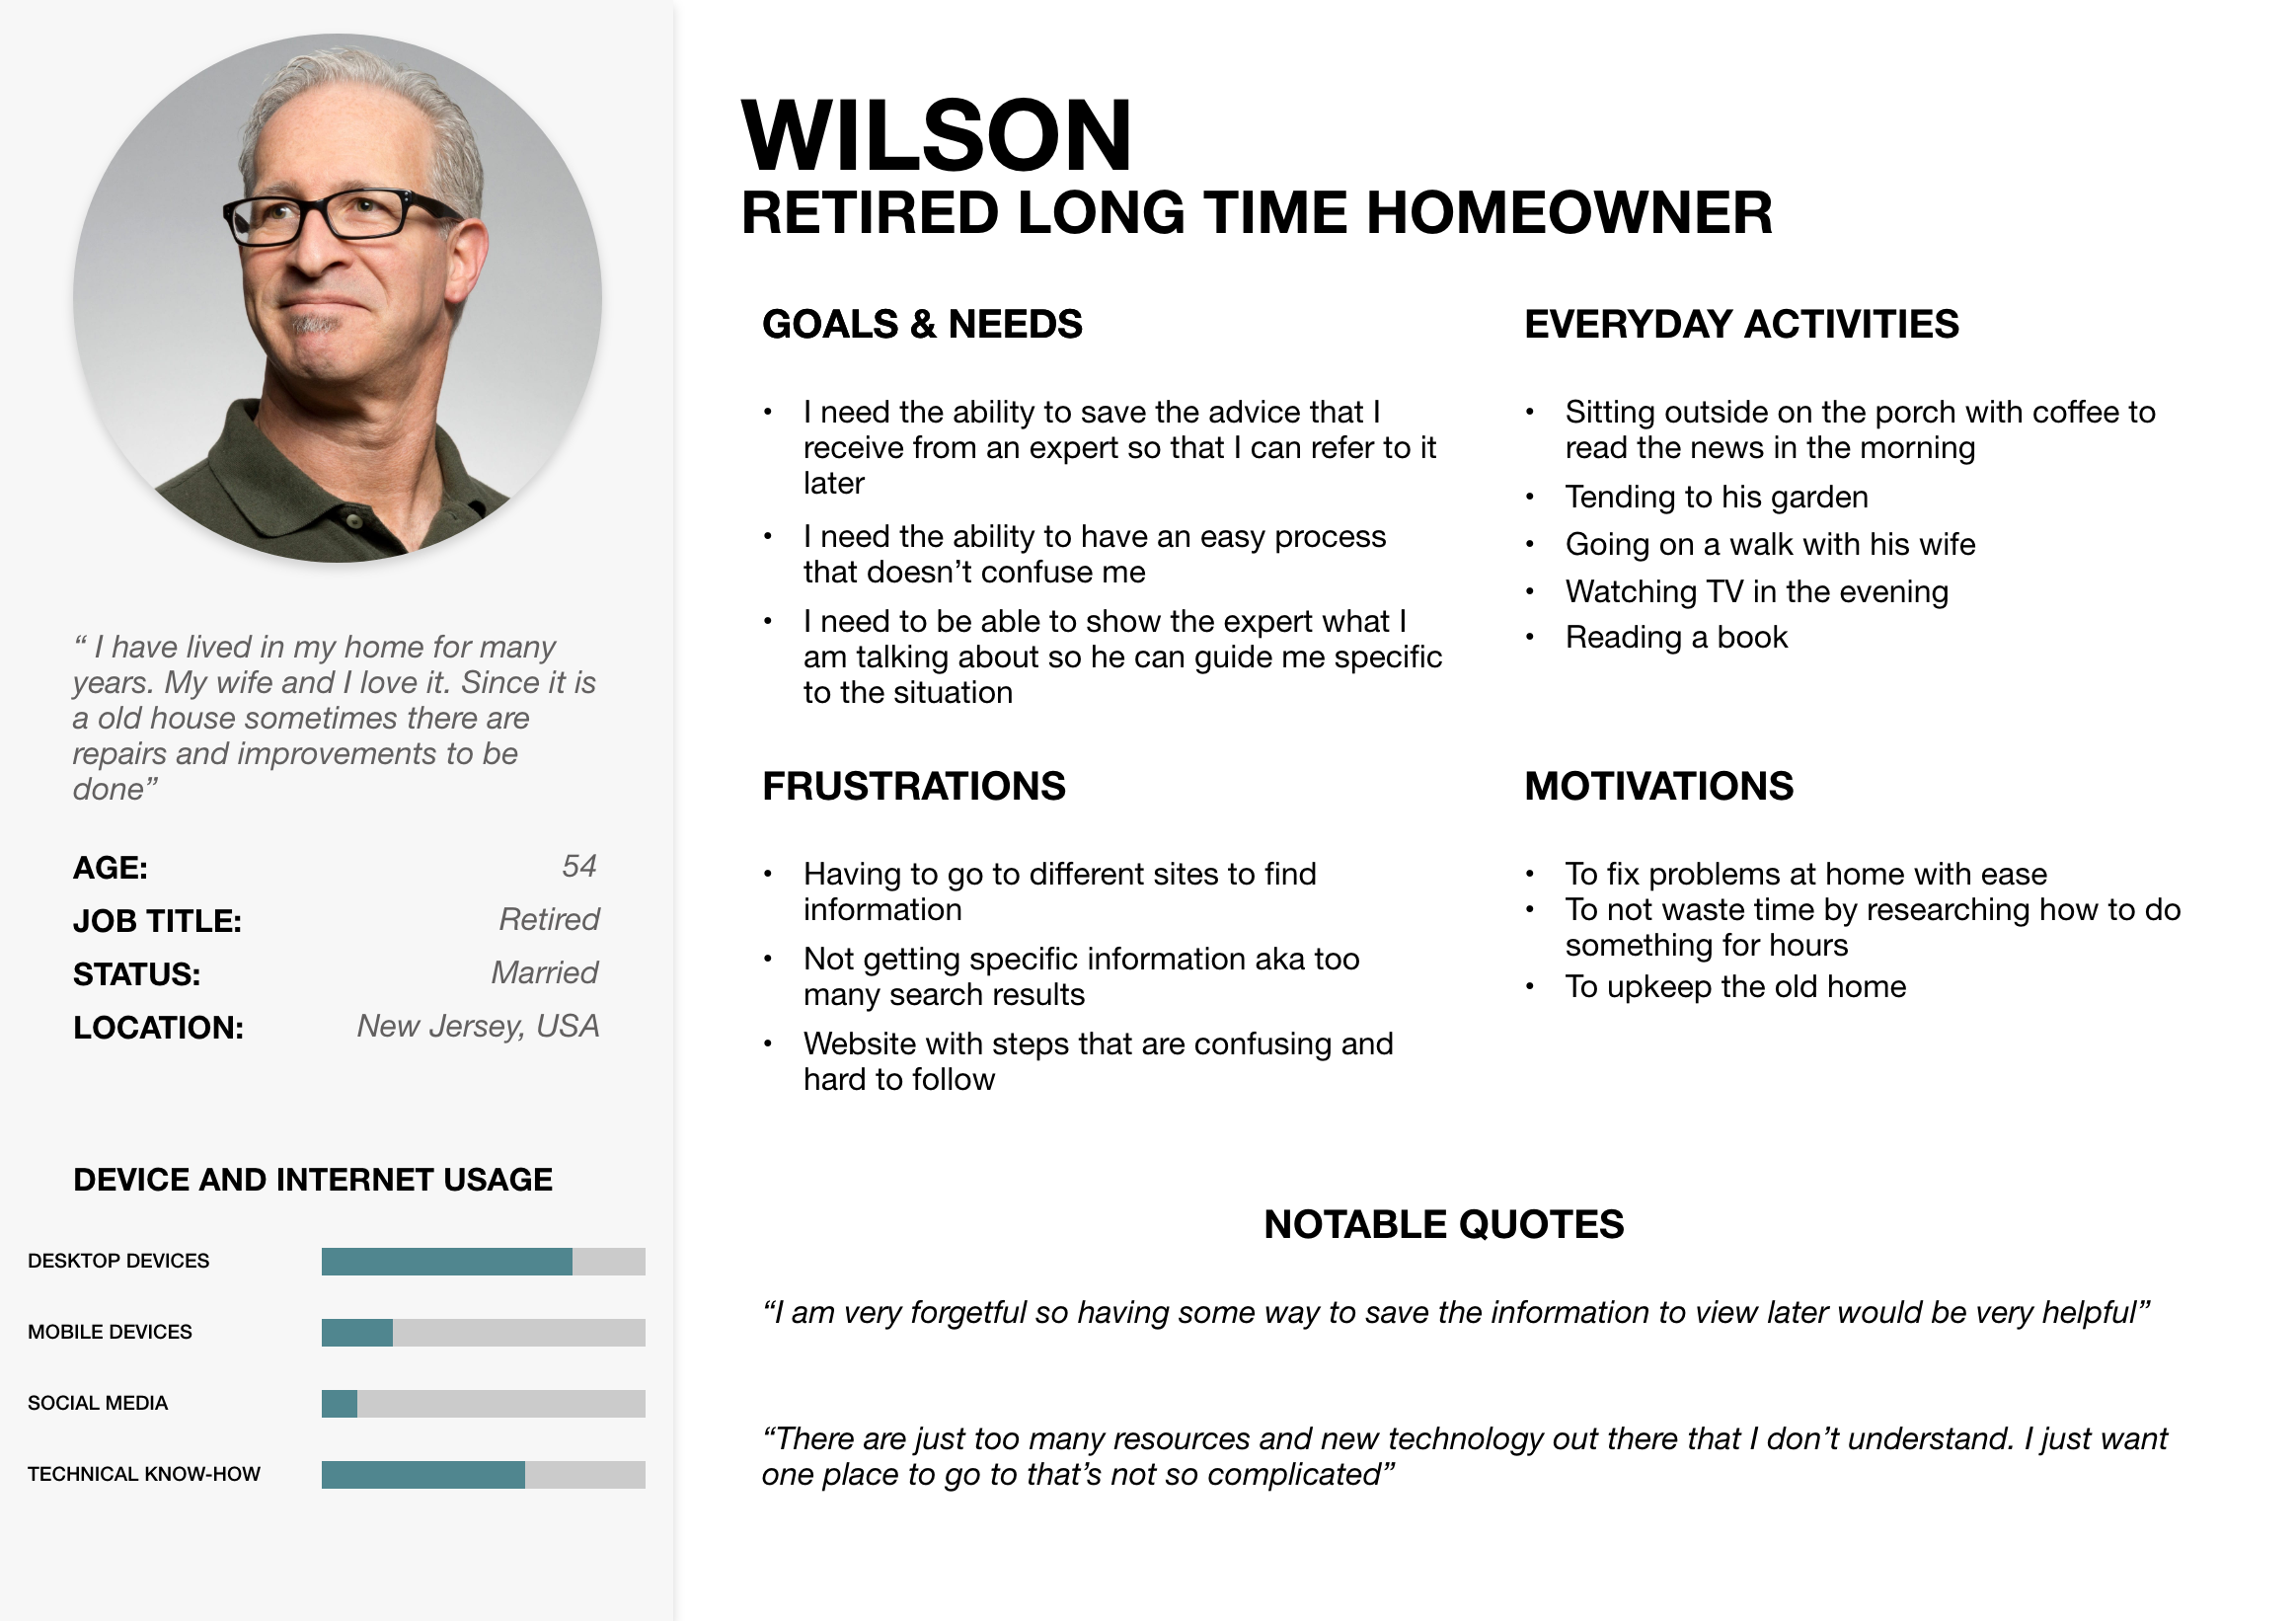 “ I have lived in my home for many
years. My wife and I love it. Since it is
a old house sometimes there are
repairs and improvements to be
done”
AGE: 54
JOB TITLE: Retired
STATUS: Married
LOCATION: New Jersey, USA
DEVICE AND INTERNET USAGE
DESKTOP DEVICES
MOBILE DEVICES
SOCIAL MEDIA
TECHNICAL KNOW-HOW
WILSON
RETIRED LONG TIME HOMEOWNER
GOALS & NEEDS
• I need the ability to save the advice that I
receive from an expert so that I can refer to it
later
• I need the ability to have an easy process
that doesn’t confuse me
• I need to be able to show the expert what I
am talking about so he can guide me specific
to the situation
EVERYDAY ACTIVITIES
• Sitting outside on the porch with coffee to
read the news in the morning
• Tending to his garden
• Going on a walk with his wife
• Watching TV in the evening
• Reading a book
FRUSTRATIONS
• Having to go to different sites to find
information
• Not getting specific information aka too
many search results
• Website with steps that are confusing and
hard to follow
MOTIVATIONS
• To fix problems at home with ease
• To not waste time by researching how to do
something for hours
• To upkeep the old home
NOTABLE QUOTES
“I am very forgetful so having some way to save the information to view later would be very helpful”
“There are just too many resources and new technology out there that I don’t understand. I just want
one place to go to that’s not so complicated”